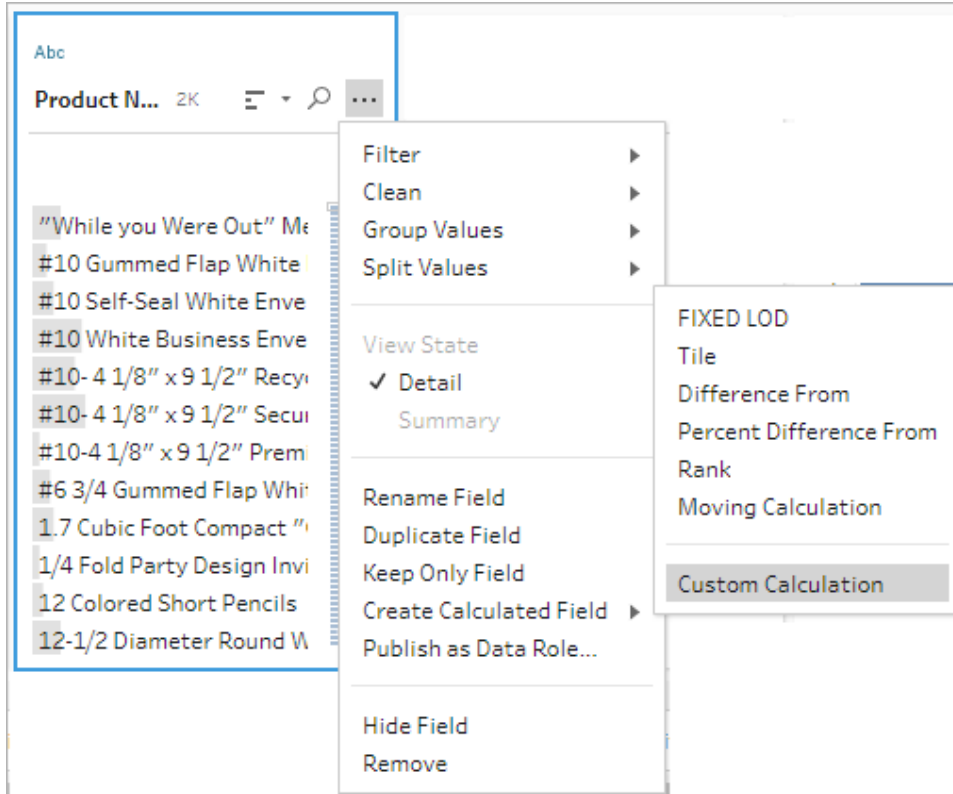 Abc
Product N... 2K
"While you Were Out" Me
#10 Gummed Flap White
#10 Self-Seal White Enve
#10 White Business Enve
#10- 4 1/8" x 9 1/2" Recy
#10- 4 1/8" x 9 1/2" Secur
#10-4 1/8" x 9 1/2" Premi
#6 3/4 Gummed Flap Whit
1.7 Cubic Foot Compact "
1/4 Fold Party Design Invi
12 Colored Short Pencils
12-1/2 Diameter Round W
Filter
Clean
Group Values
Split Values
View State
✓ Detail
Summary
Rename Field
Duplicate Field
Keep Only Field
Create Calculated Field
Publish as Data Role...
Hide Field
Remove
FIXED LOD
Tile
Difference From
Percent Difference From
Rank
Moving Calculation
Custom Calculation